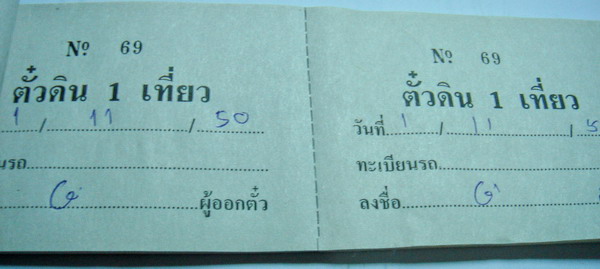 Nº 69
ตั๋วดิน 1 เที่ยว
1 / 11 / 50
นรถ
ผู้ออกตั๋ว
Nº 69
ตั๋วดิน 1 เที่ยว
วันที่ 1 / 11 / 5
ทะเบียนรถ
ลงชื่อ